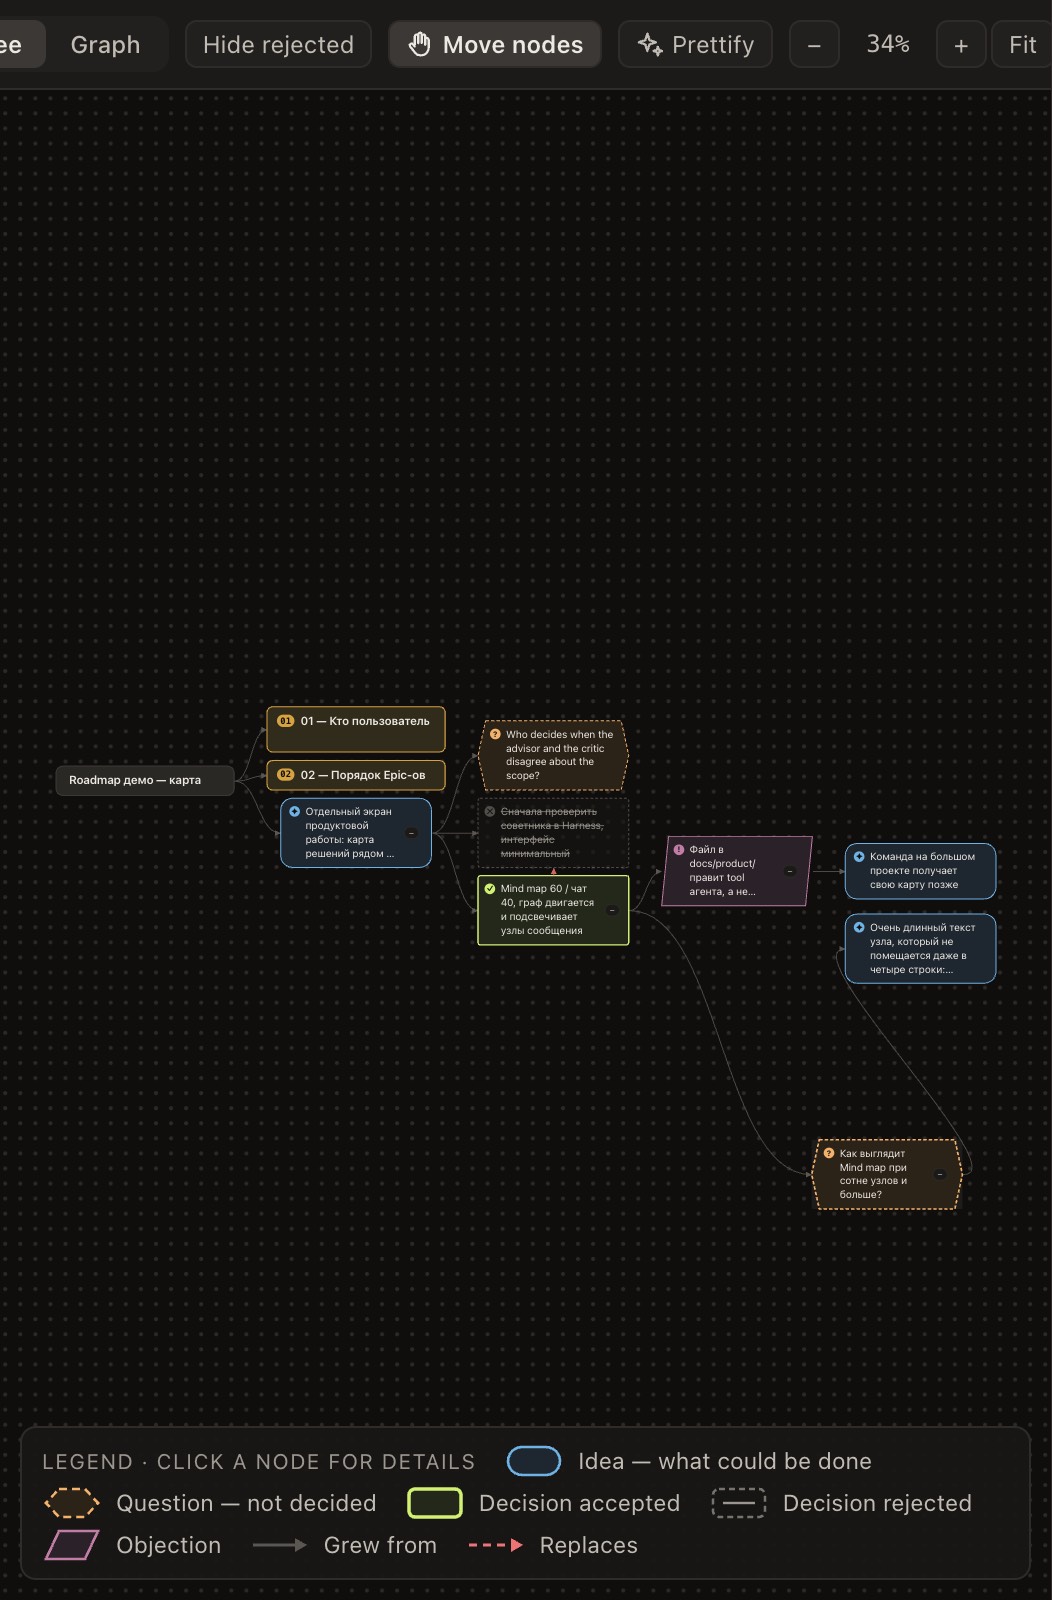 ee
Graph
Hide rejected
Move nodes
Prettify
−
34%
+
Fit
Roadmap демо — карта
01 01 — Кто пользователь
02 02 — Порядок Epic-ов
Отдельный экран
продуктовой
работы: карта
решений рядом ...
Who decides when the
advisor and the critic
disagree about the
scope?
Сначала проверить
советника в Harness,
интерфейс
минимальный
Mind map 60 / чат
40, граф двигается
и подсвечивает
узлы сообщения
Файл в
docs/product/
правит tool
агента, а не...
Команда на большом
проекте получает
свою карту позже
Очень длинный текст
узла, который не
помещается даже в
четыре строки:...
Как выглядит
Mind map при
сотне узлов и
больше?
LEGEND · CLICK A NODE FOR DETAILS
Idea — what could be done
Question — not decided
Decision accepted
Decision rejected
Objection
Grew from
Replaces